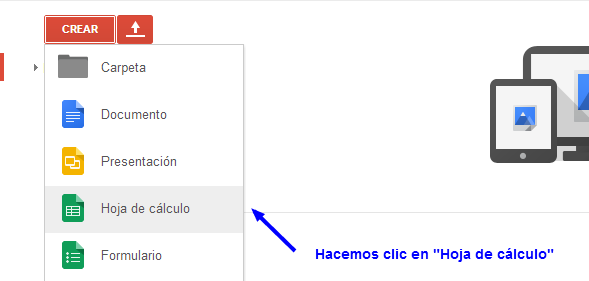 CREAR
Carpeta
Documento
Presentación
Hoja de cálculo
Formulario
Hacemos clic en "Hoja de cálculo"